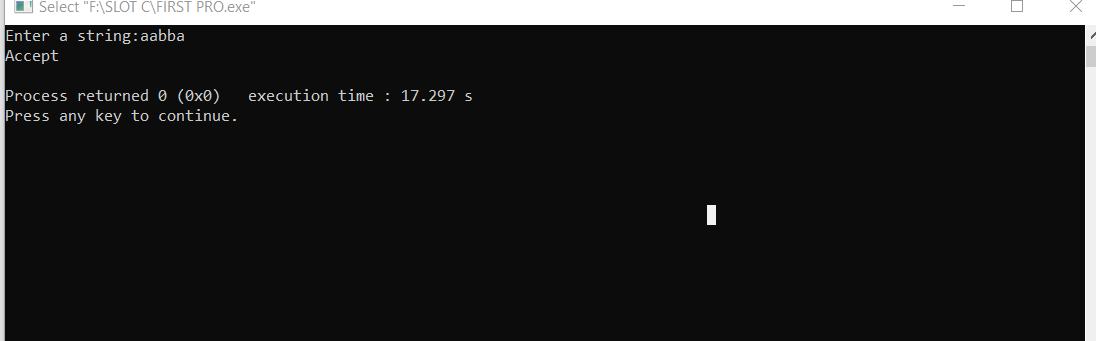 Select "F:\SLOT C\FIRST PRO.exe"
Enter a string:aabba
Accept
Process returned 0 (0x0)   execution time : 17.297 s
Press any key to continue.